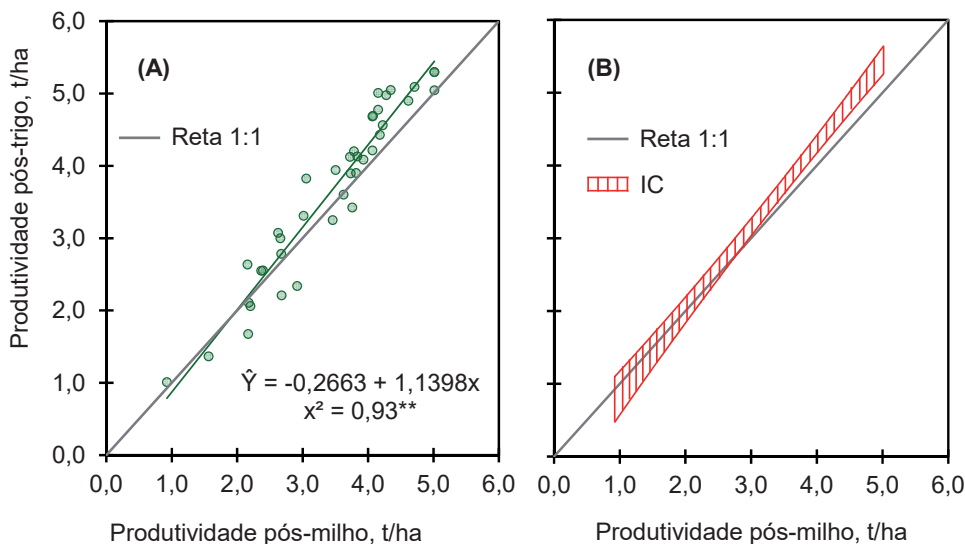 Produtividade pós-trigo, t/ha
6,0
5,0
4,0
3,0
2,0
1,0
0,0
(A)
Reta 1:1
Ŷ = -0,2663 + 1,1398x
x² = 0,93**
0,0 1,0 2,0 3,0 4,0 5,0 6,0
Produtividade pós-milho, t/ha
(B)
Reta 1:1
IC
0,0 1,0 2,0 3,0 4,0 5,0 6,0
Produtividade pós-milho, t/ha